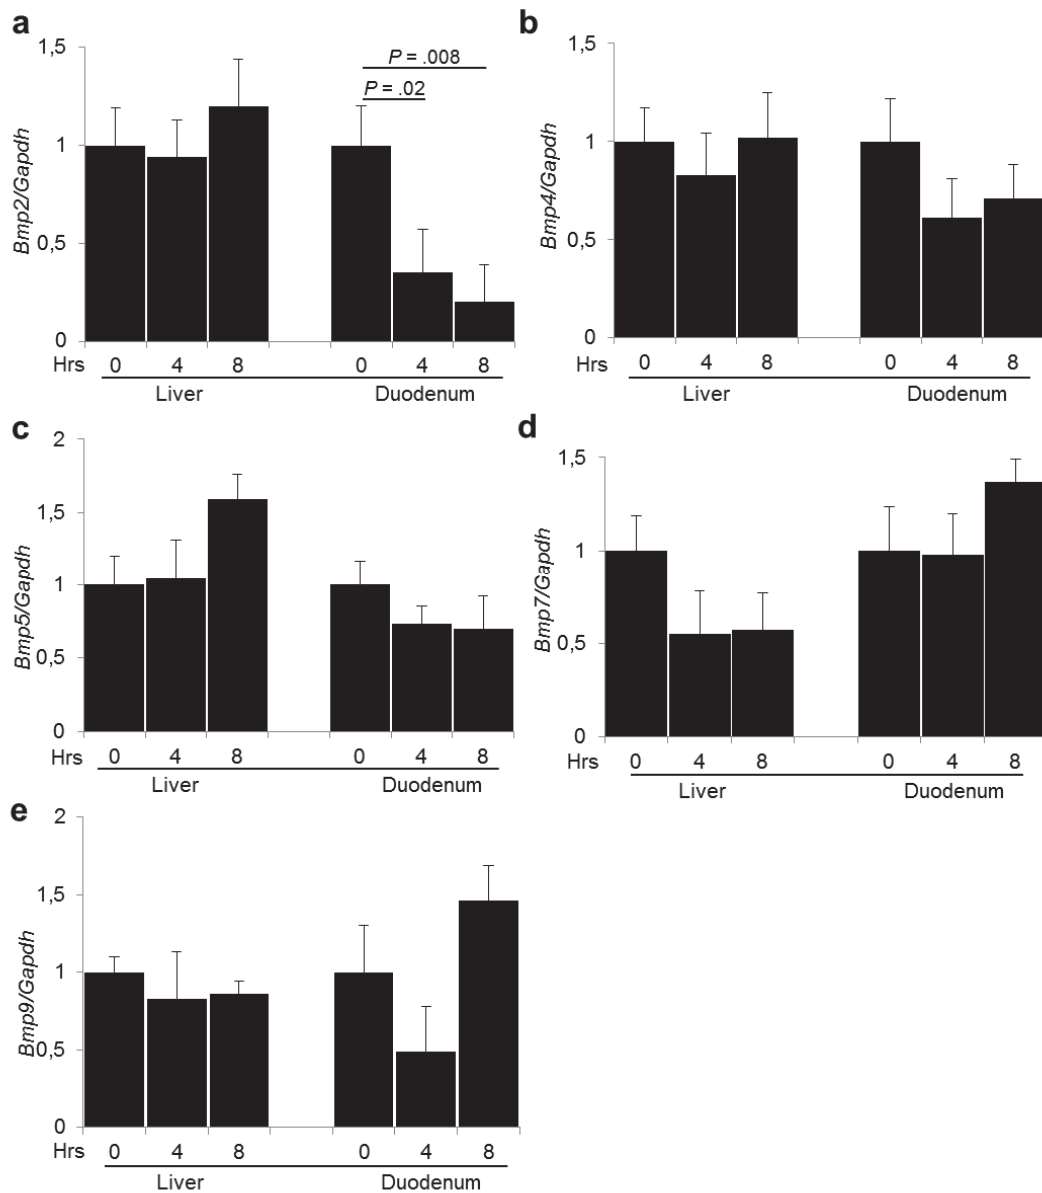 a
1,5
P = .008
P = .02
1
Bmp2/Gapdh
0,5
0
Hrs 0 4 8 0 4 8
Liver Duodenum
b
1,5
1
Bmp4/Gapdh
0,5
0
Hrs 0 4 8 0 4 8
Liver Duodenum
c
2
1,5
1
Bmp5/Gapdh
0,5
0
Hrs 0 4 8 0 4 8
Liver Duodenum
d
1,5
1
Bmp7/Gapdh
0,5
0
Hrs 0 4 8 0 4 8
Liver Duodenum
e
2
1,5
1
Bmp9/Gapdh
0,5
0
Hrs 0 4 8 0 4 8
Liver Duodenum